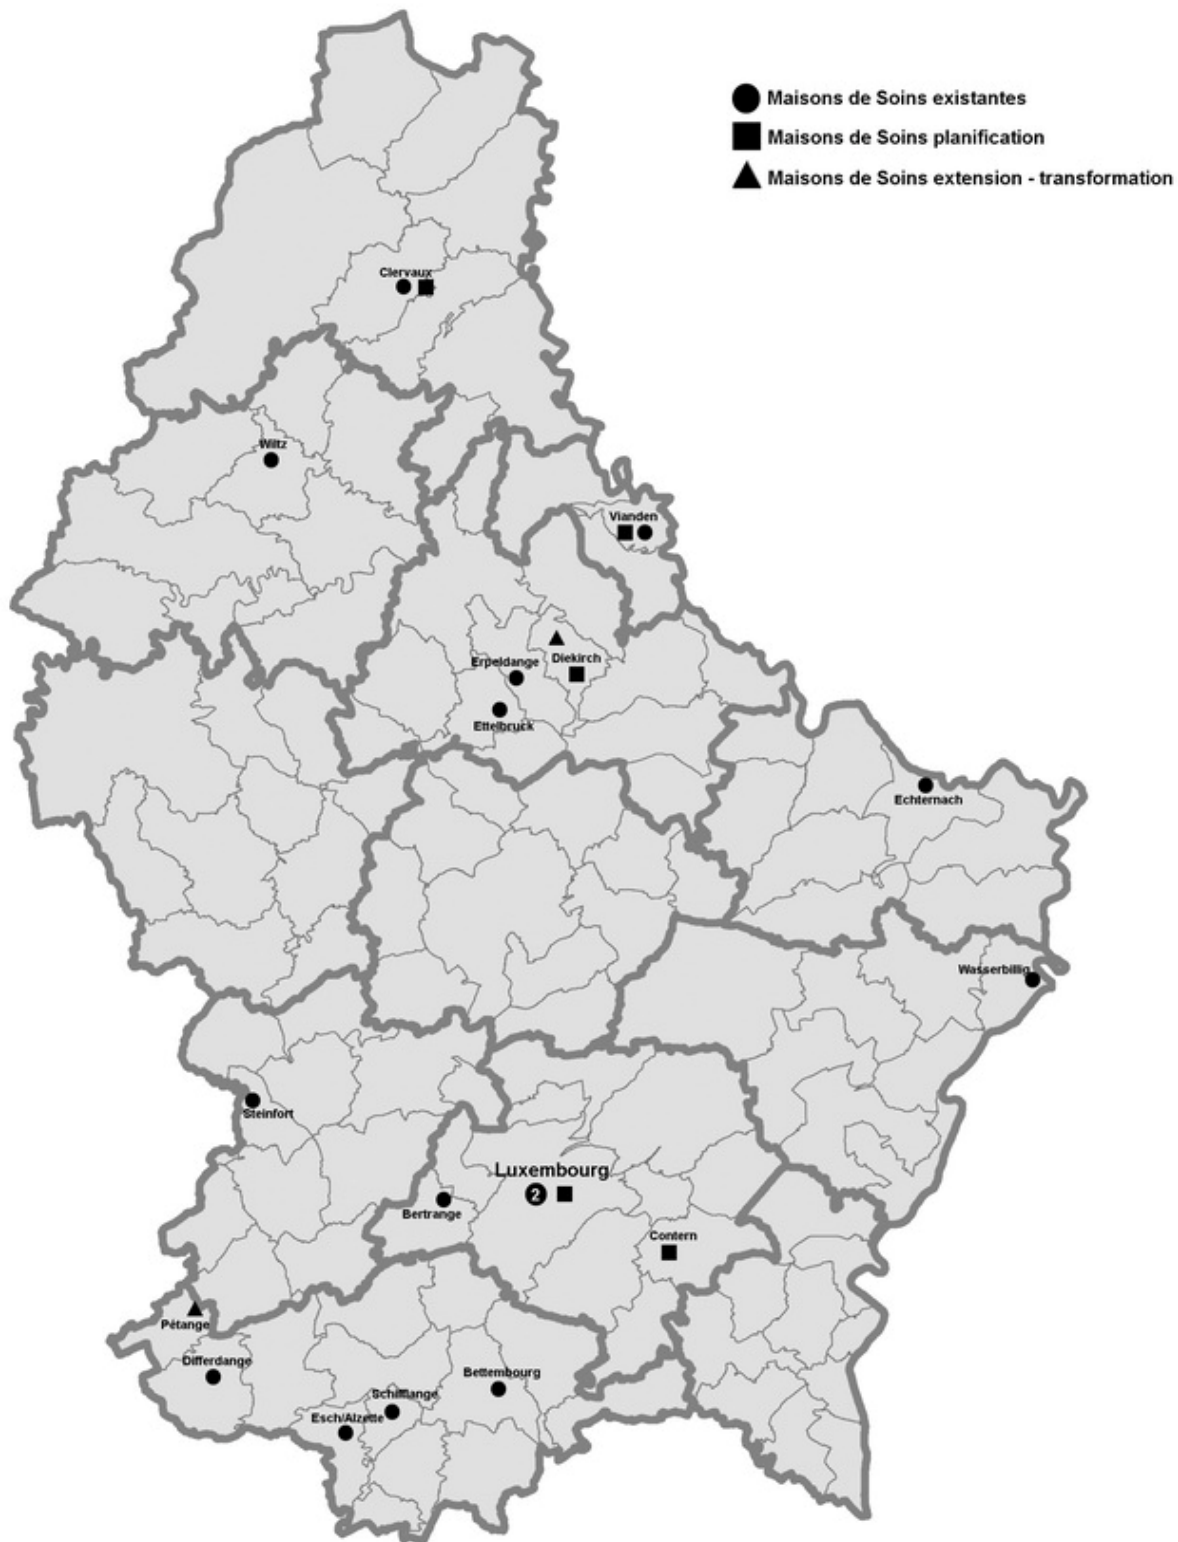 Maisons de Soins existantes
Maisons de Soins planification
Maisons de Soins extension - transformation
Clervaux
Wiltz
Vianden
Diekirch
Erpeldange
Ettelbruck
Echternach
Wasserbillig
Steinfort
Luxembourg
2
Bertrange
Contern
Pétange
Differdange
Bettembourg
Schifflange
Esch/Alzette